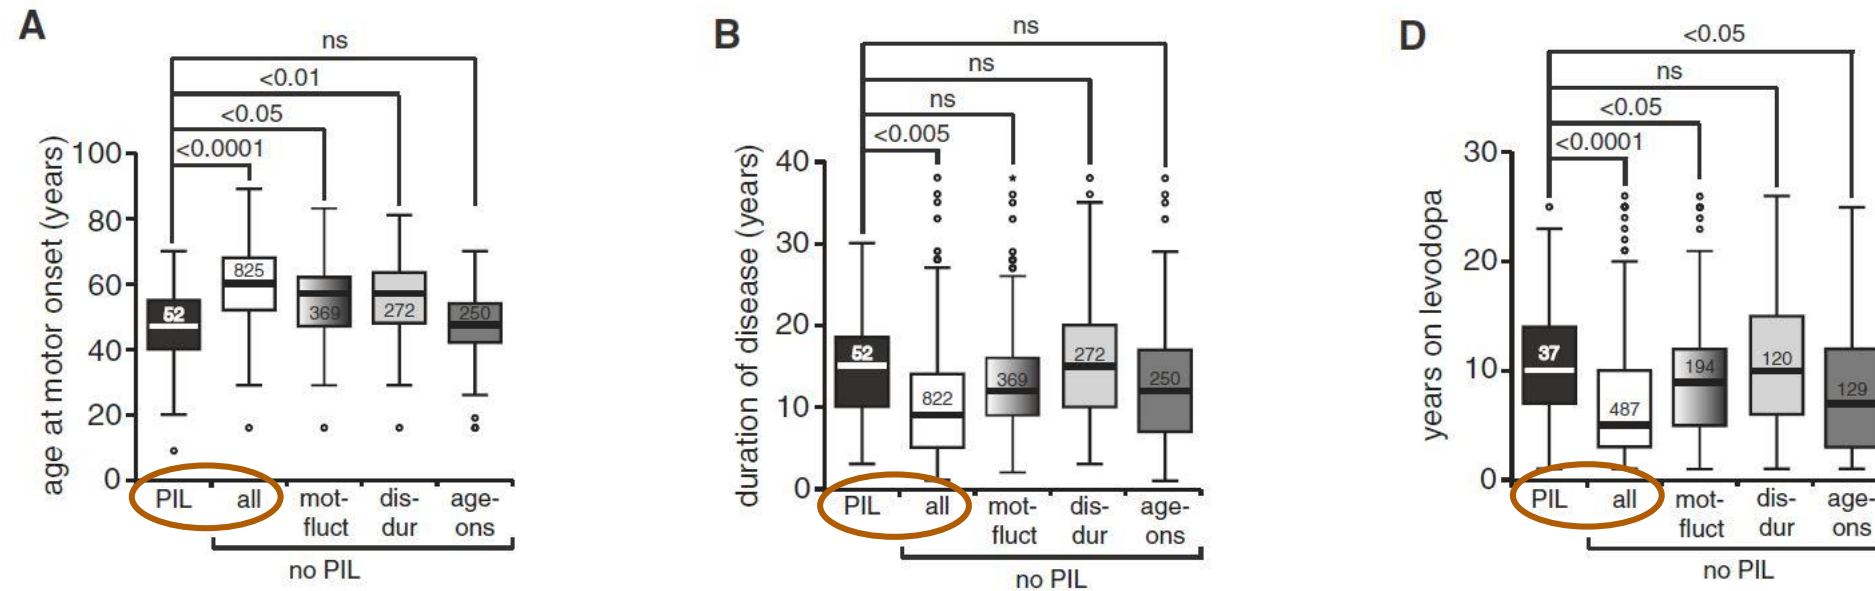 A
ns
<0.01
<0.05
<0.0001
age at motor onset (years)
100
80
60
40
20
0
52
825
369
272
250
PIL
all
mot-
fluct
dis-
dur
age-
ons
no PIL
B
ns
ns
ns
<0.005
duration of disease (years)
40
30
20
10
0
52
822
369
272
250
PIL
all
mot-
fluct
dis-
dur
age-
ons
no PIL
D
<0.05
ns
<0.05
<0.0001
years on levodopa
30
20
10
0
37
487
194
120
129
PIL
all
mot-
fluct
dis-
dur
age-
ons
no PIL